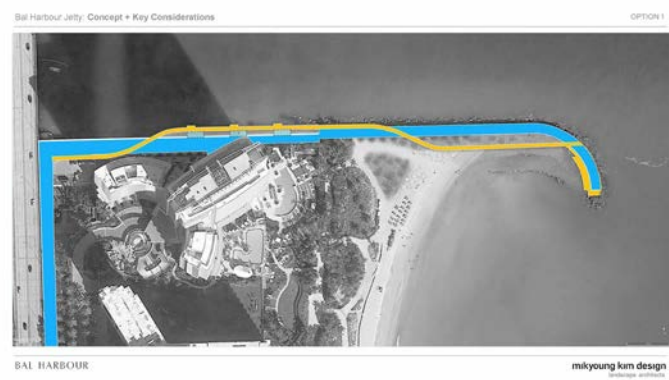 Bal Harbour Jetty: Concept + Key Considerations
OPTION 1
BAL HARBOUR
mikyoung kim design
landscape architects